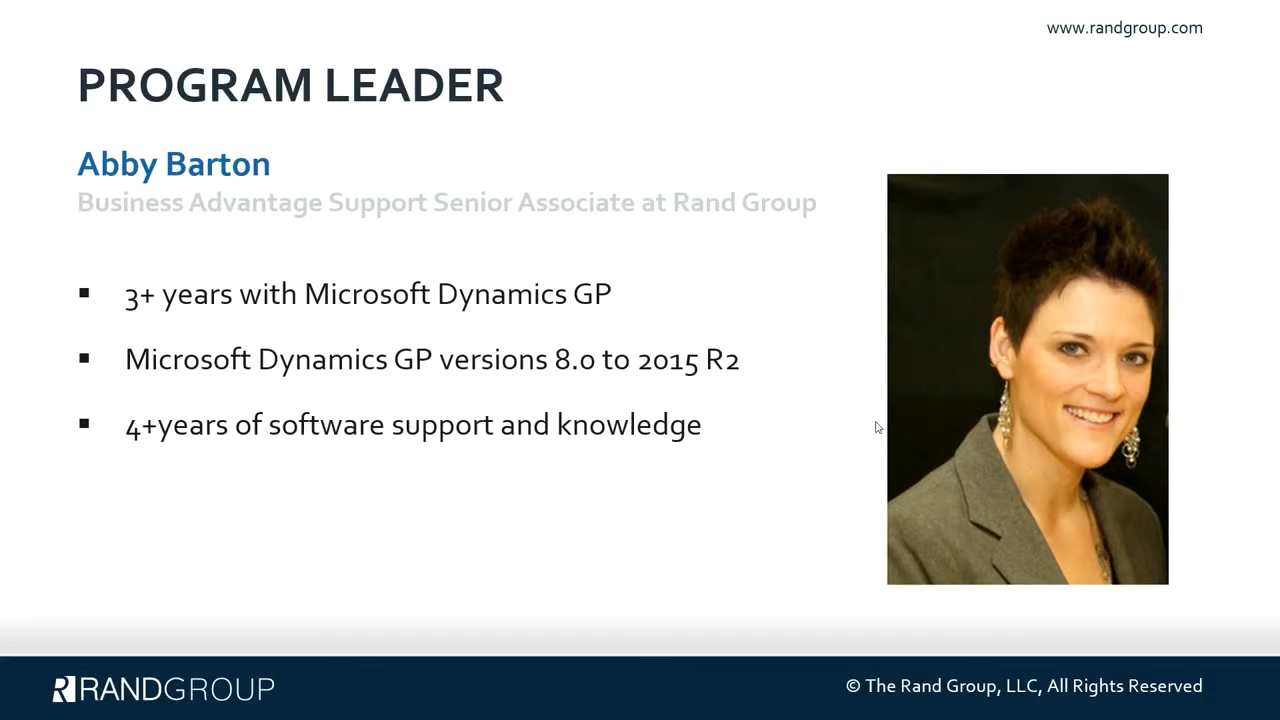 www.randgroup.com
PROGRAM LEADER
Abby Barton
Business Advantage Support Senior Associate at Rand Group
▪ 3+ years with Microsoft Dynamics GP
▪ Microsoft Dynamics GP versions 8.0 to 2015 R2
▪ 4+years of software support and knowledge
RANDGROUP
© The Rand Group, LLC, All Rights Reserved